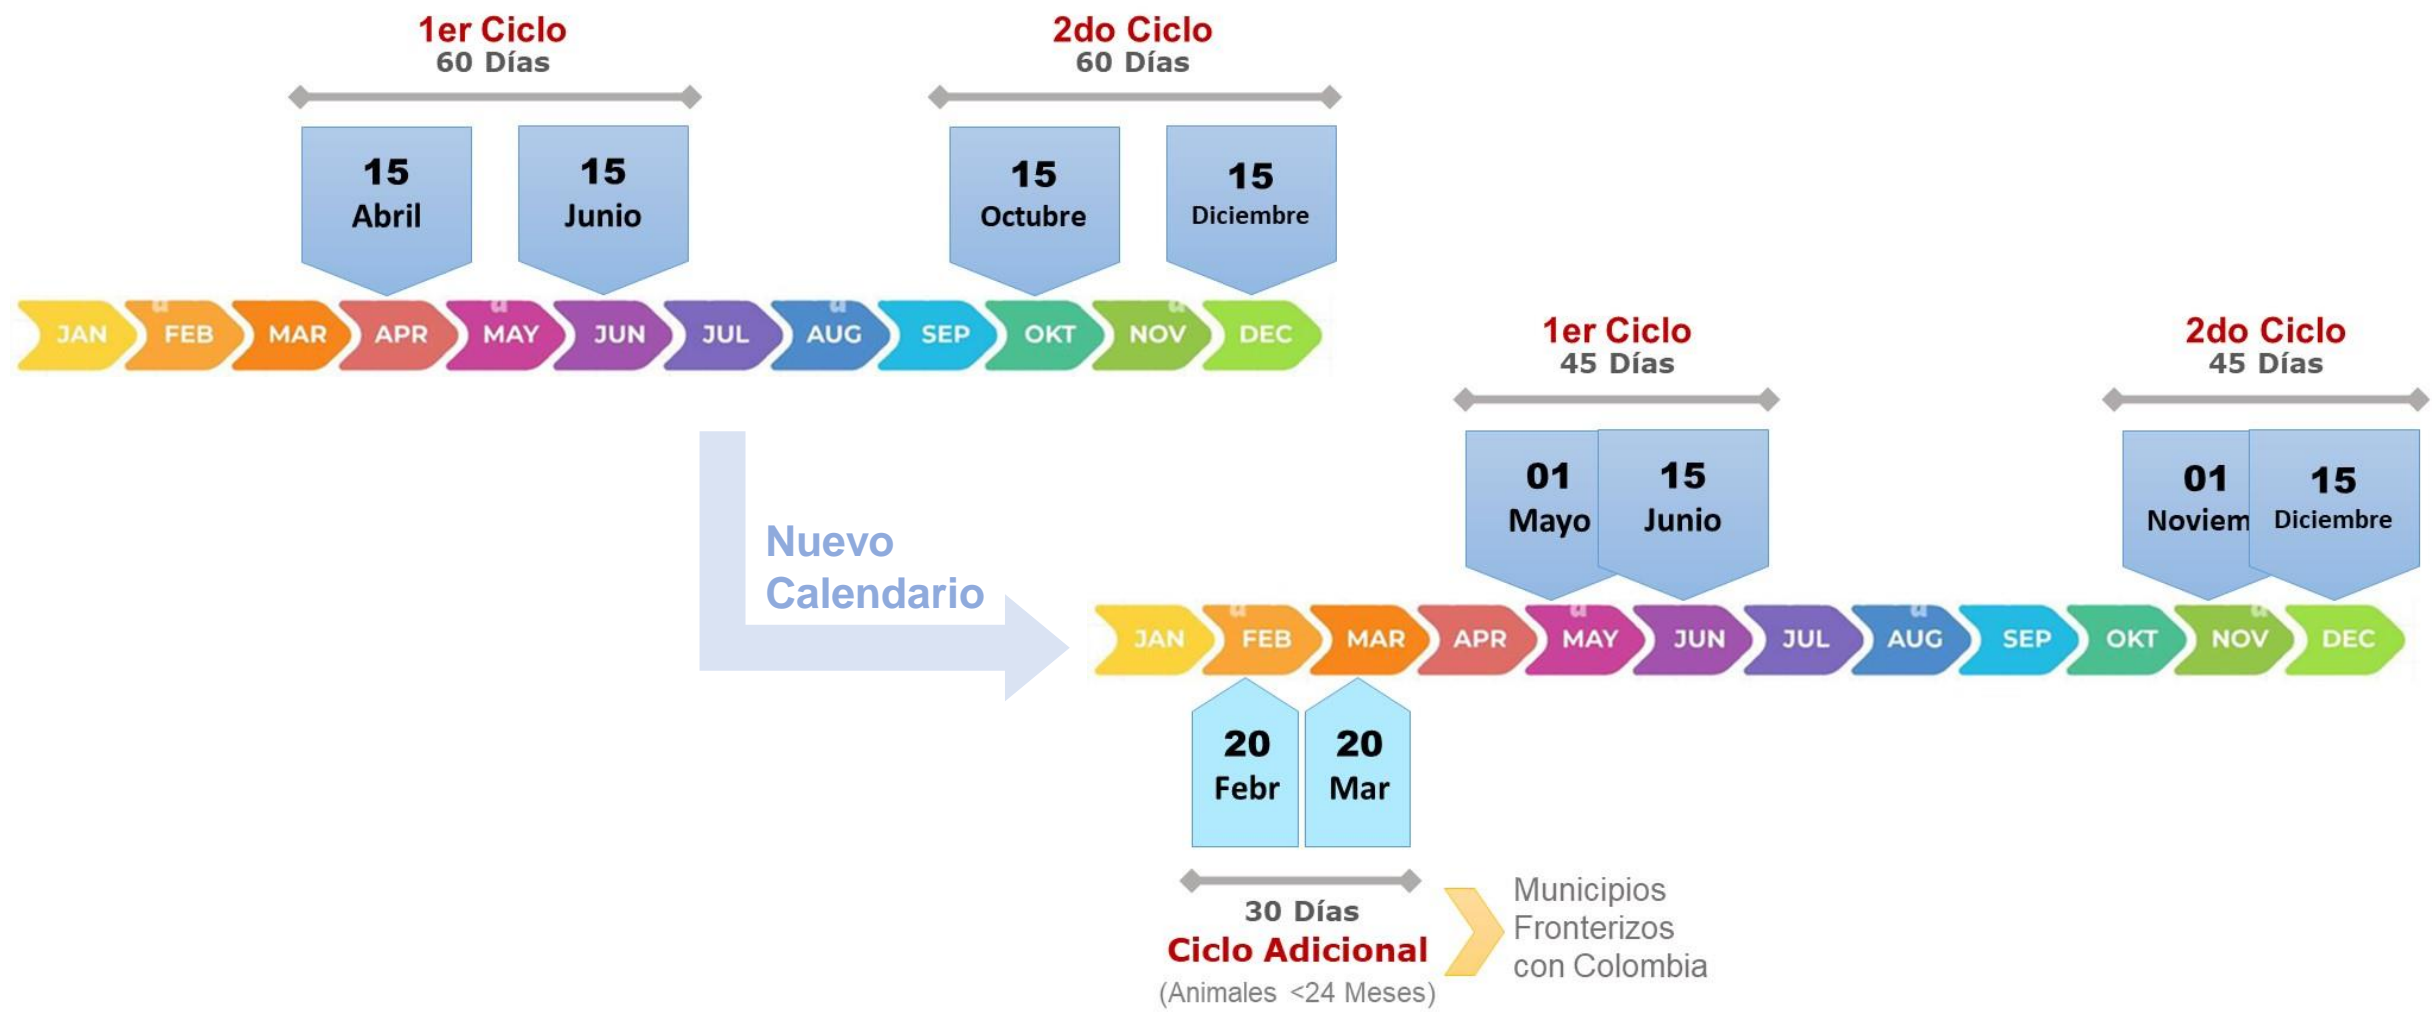 1er Ciclo
60 Días
2do Ciclo
60 Días
15
Abril
15
Junio
15
Octubre
15
Diciembre
JAN FEB MAR APR MAY JUN JUL AUG SEP OKT NOV DEC
Nuevo
Calendario
1er Ciclo
45 Días
2do Ciclo
45 Días
01
Mayo
15
Junio
01
Noviem
15
Diciembre
JAN FEB MAR APR MAY JUN JUL AUG SEP OKT NOV DEC
20
Febr
20
Mar
30 Días
Ciclo Adicional
(Animales <24 Meses)
Municipios
Fronterizos
con Colombia